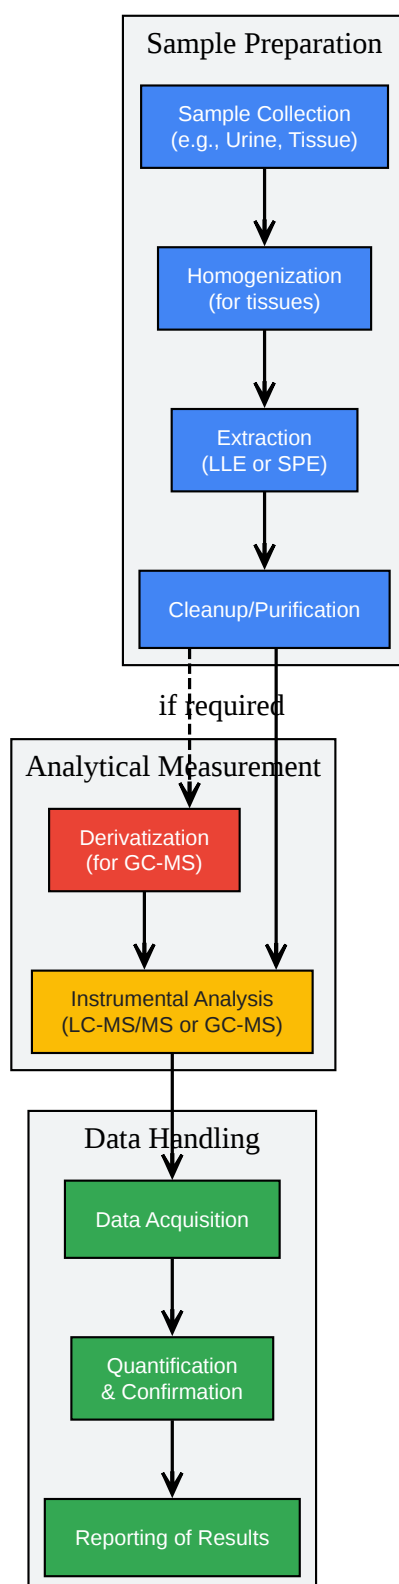 Sample Preparation
Sample Collection
(e.g., Urine, Tissue)
Homogenization
(for tissues)
Extraction
(LLE or SPE)
Cleanup/Purification
if required
Analytical Measurement
Derivatization
(for GC-MS)
Instrumental Analysis
(LC-MS/MS or GC-MS)
Data Handling
Data Acquisition
Quantification
& Confirmation
Reporting of Results